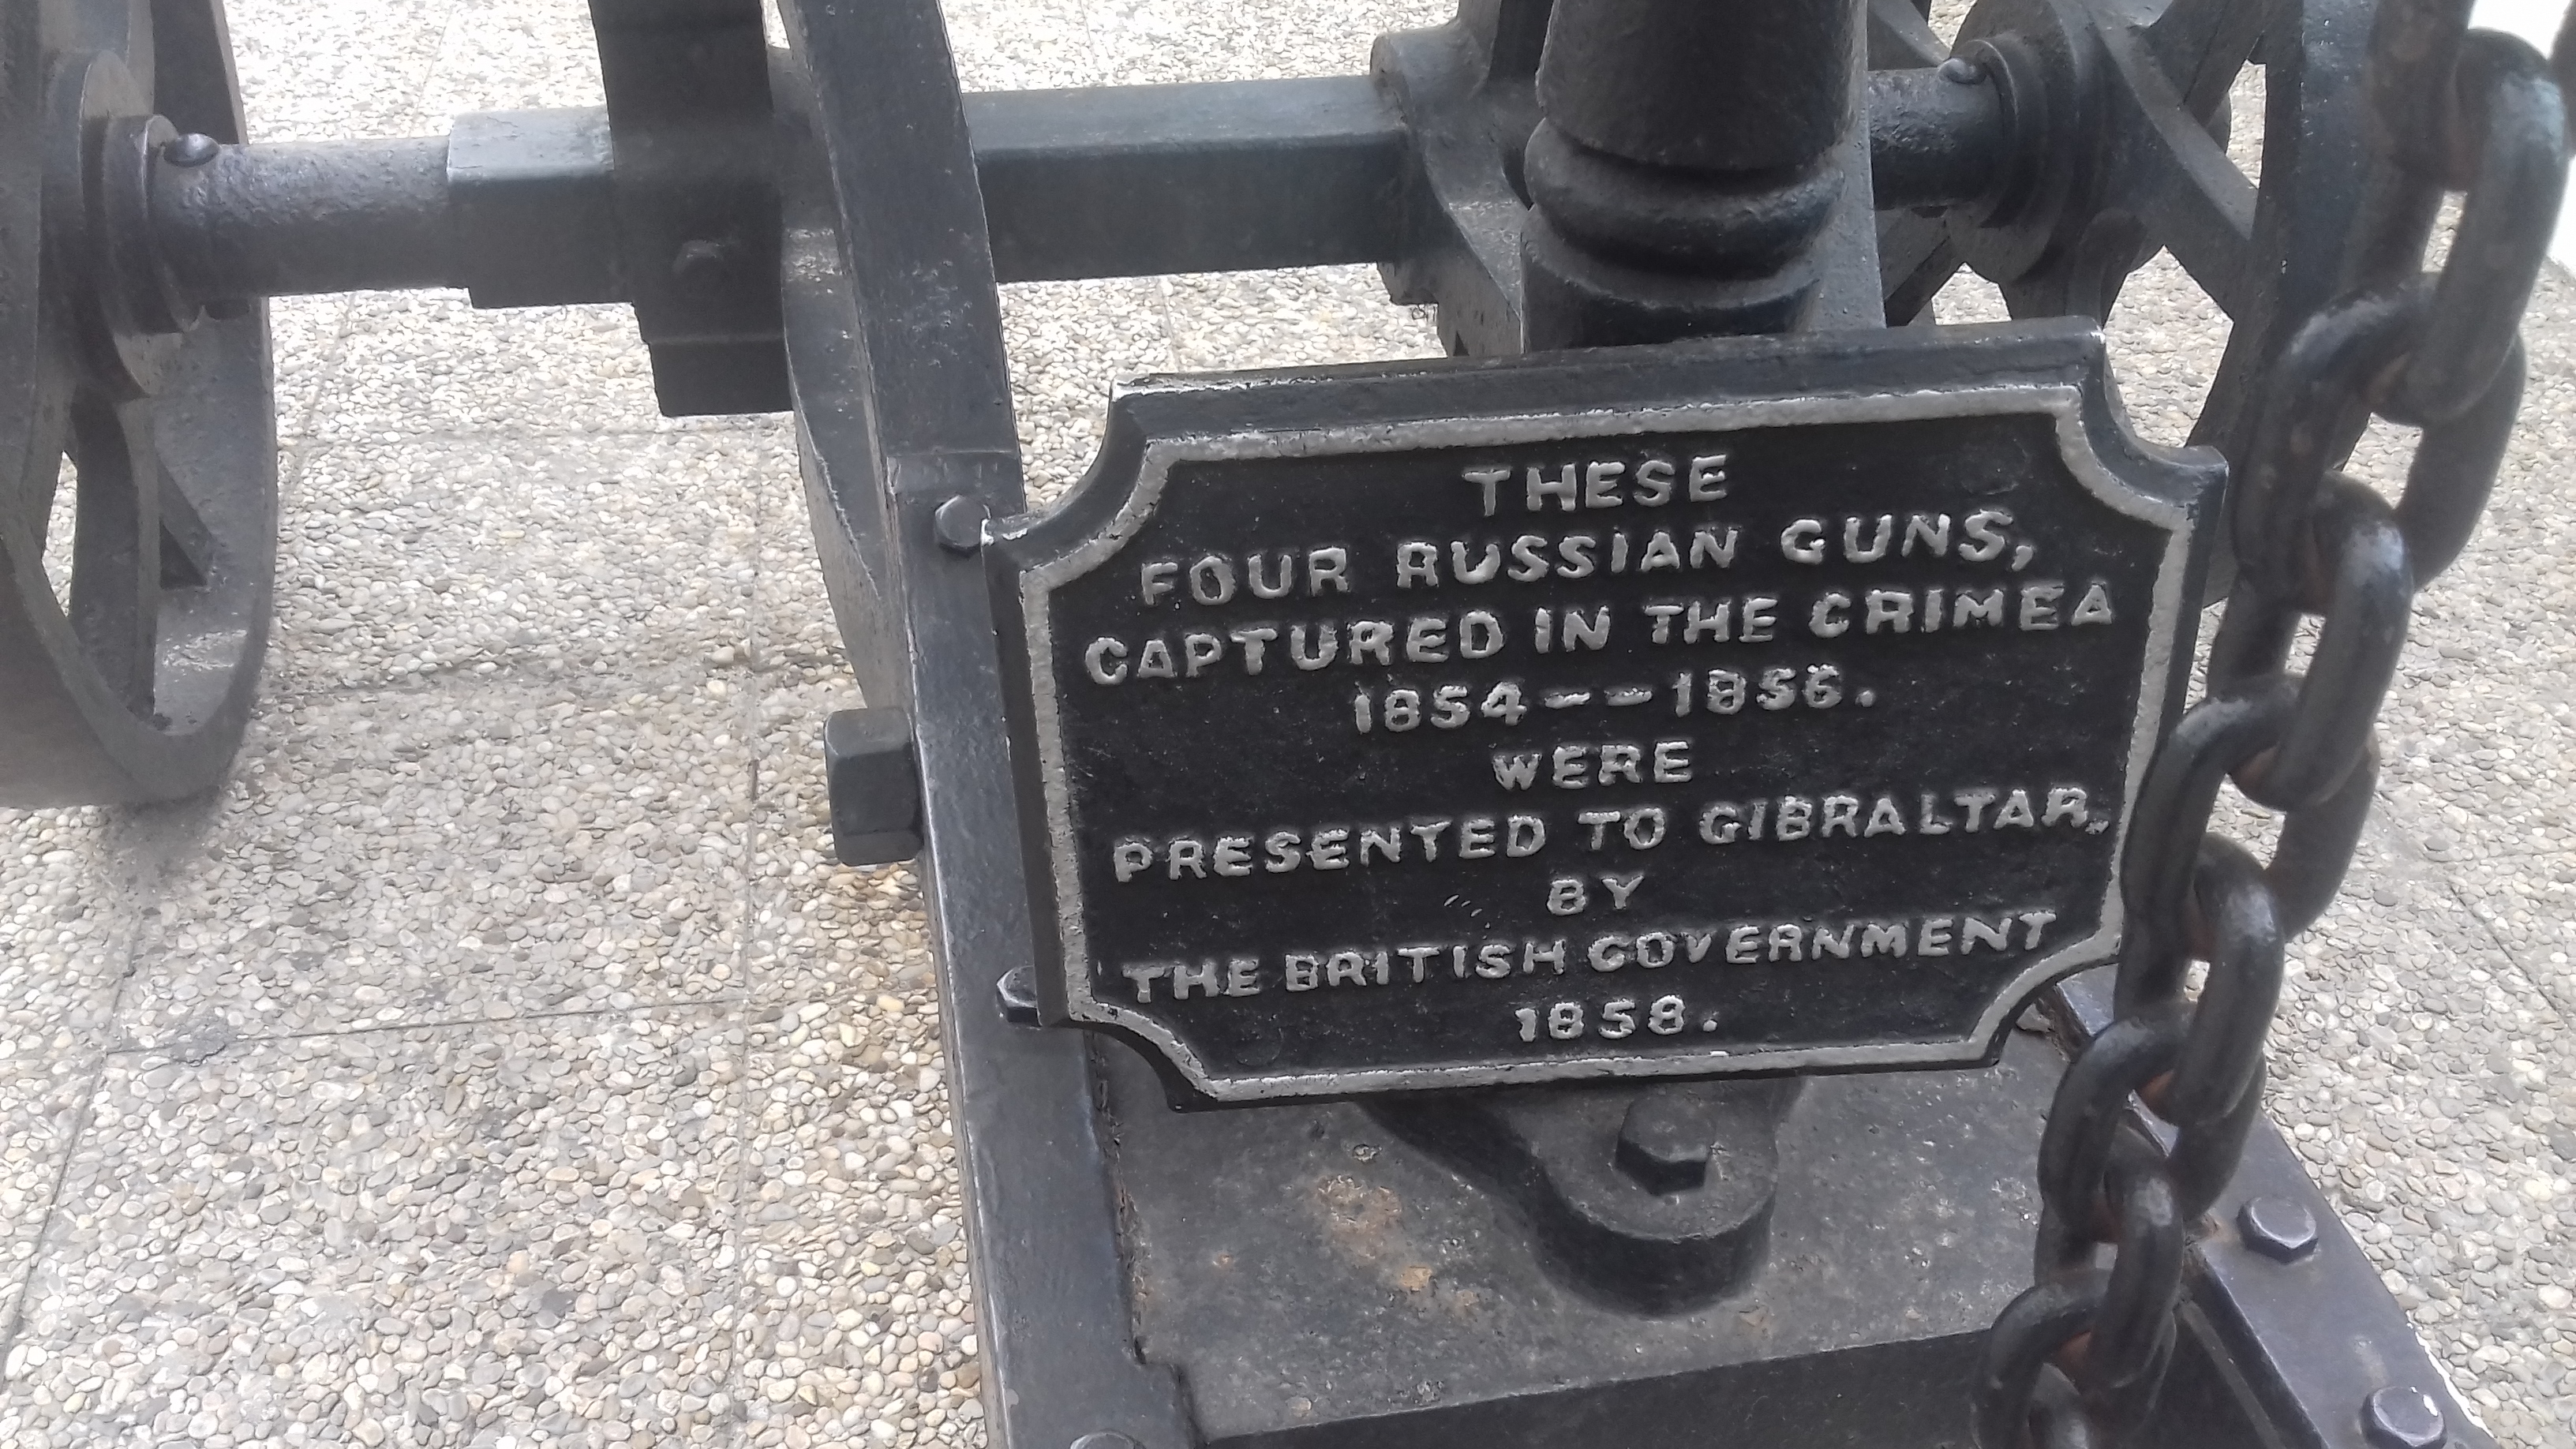 THESE
FOUR RUSSIAN GUNS,
CAPTURED IN THE CRIMEA
1854--1856.
WERE
PRESENTED TO GIBRALTAR,
BY
THE BRITISH GOVERNMENT
1858.